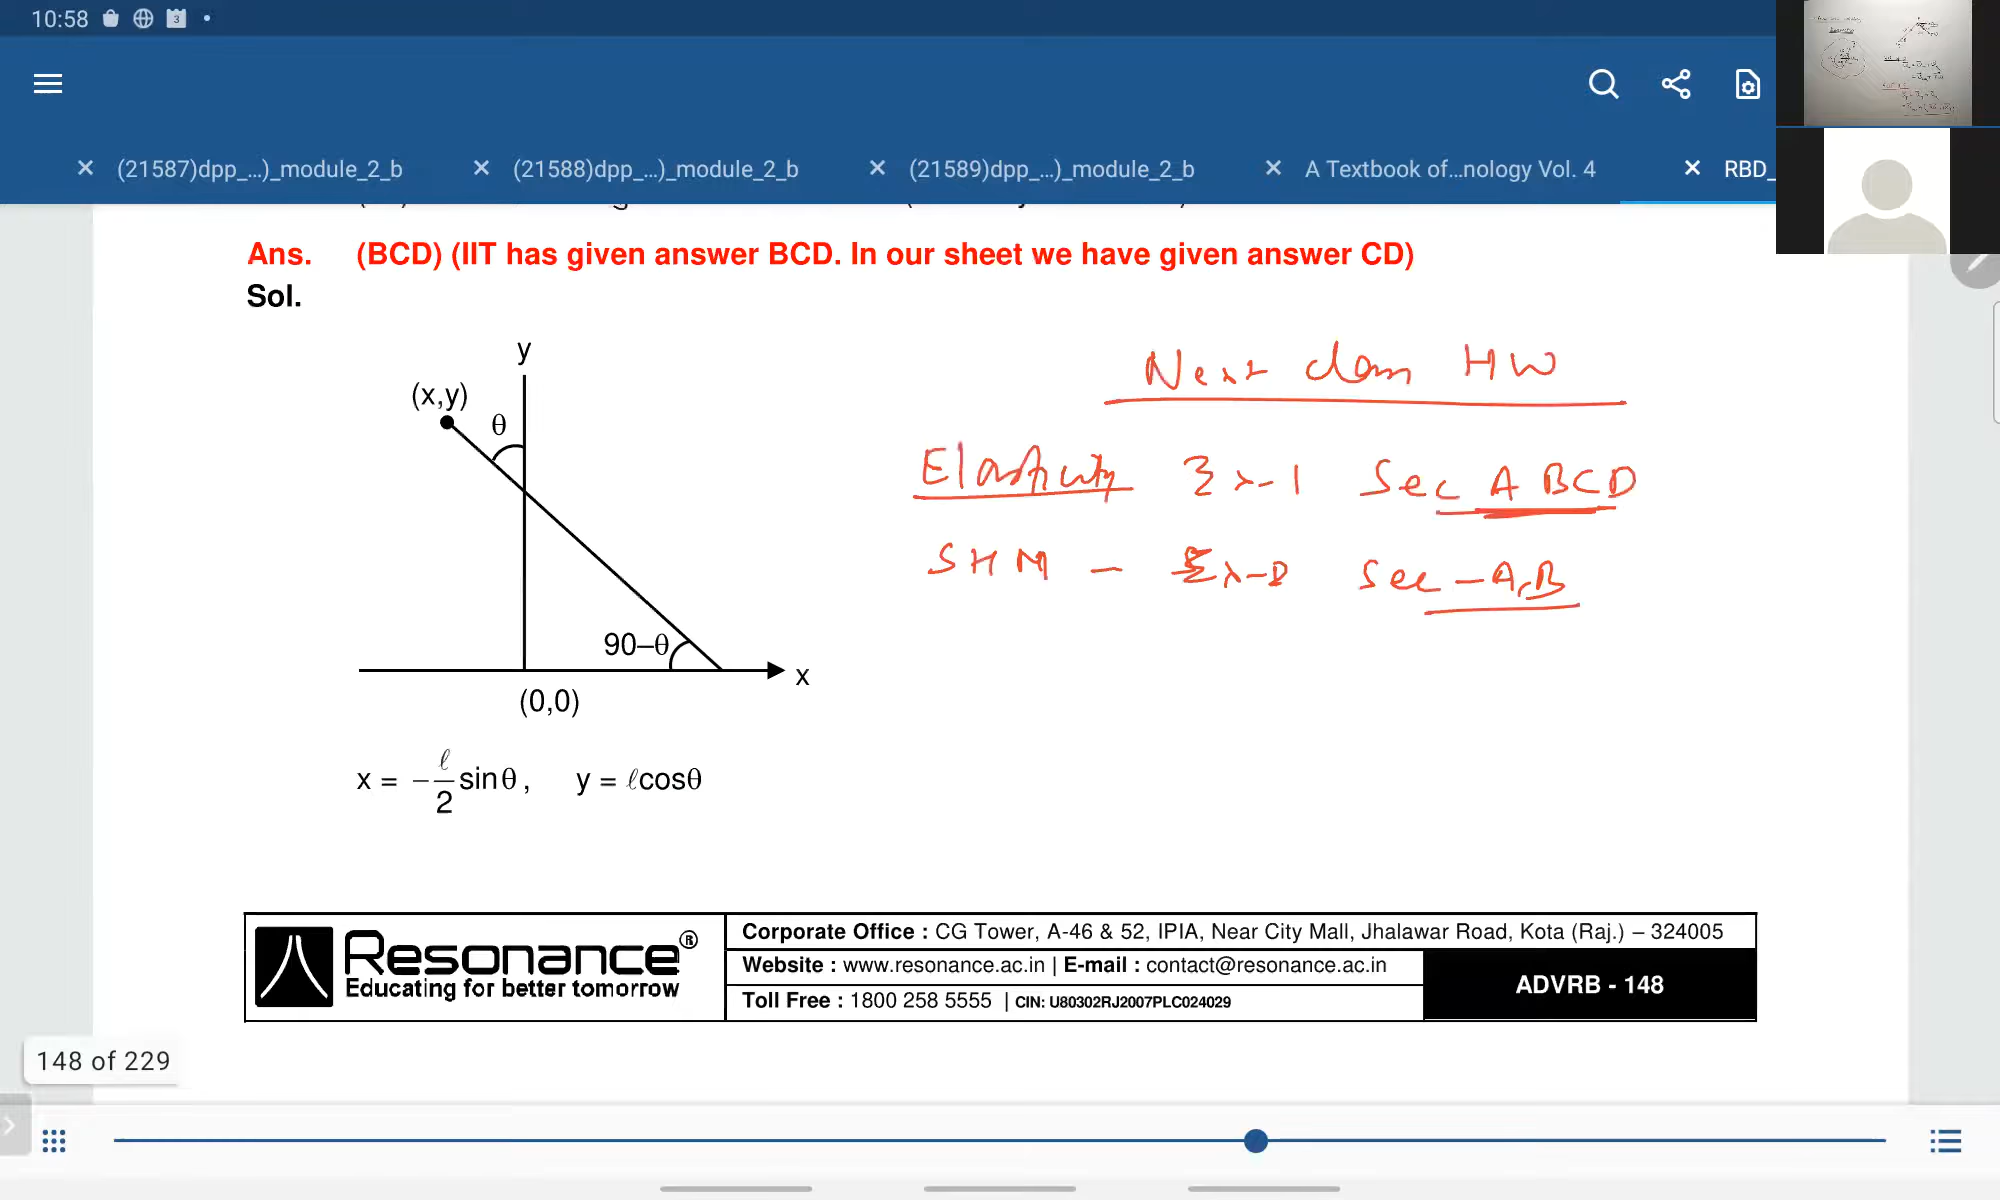 10:58
3
(21587)dpp_...)_module_2_b
(21588)dpp_...)_module_2_b
(21589)dpp_...)_module_2_b
A Textbook of...nology Vol. 4
RBD_
Ans. (BCD) (IIT has given answer BCD. In our sheet we have given answer CD)
Sol.
y
(x,y)
θ
90–θ
x
(0,0)
x = –ℓ/2 sinθ, y = ℓcosθ
Next class HW
Elasticity Ex-1 Sec ABCD
SHM – Ex-1 Sec – A,B
Resonance®
Educating for better tomorrow
Corporate Office : CG Tower, A-46 & 52, IPIA, Near City Mall, Jhalawar Road, Kota (Raj.) – 324005
Website : www.resonance.ac.in | E-mail : contact@resonance.ac.in
Toll Free : 1800 258 5555 | CIN: U80302RJ2007PLC024029
ADVRB - 148
148 of 229